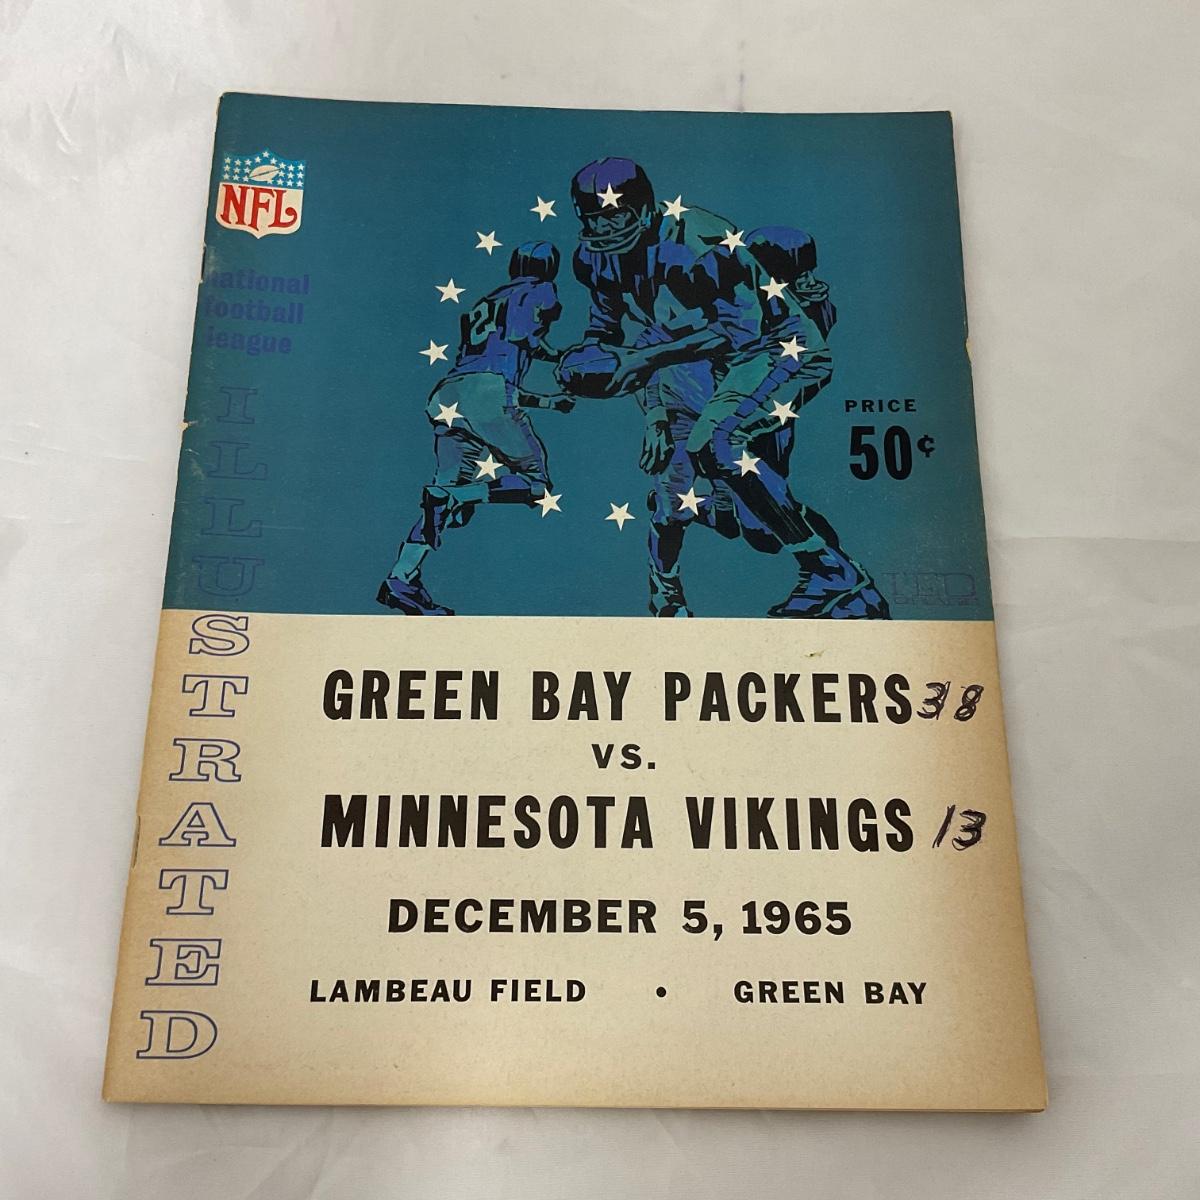 NFL
national
football
league
ILLUSTRATED
2
PRICE
50¢
GREEN BAY PACKERS 38
VS.
MINNESOTA VIKINGS 13
DECEMBER 5, 1965
LAMBEAU FIELD • GREEN BAY